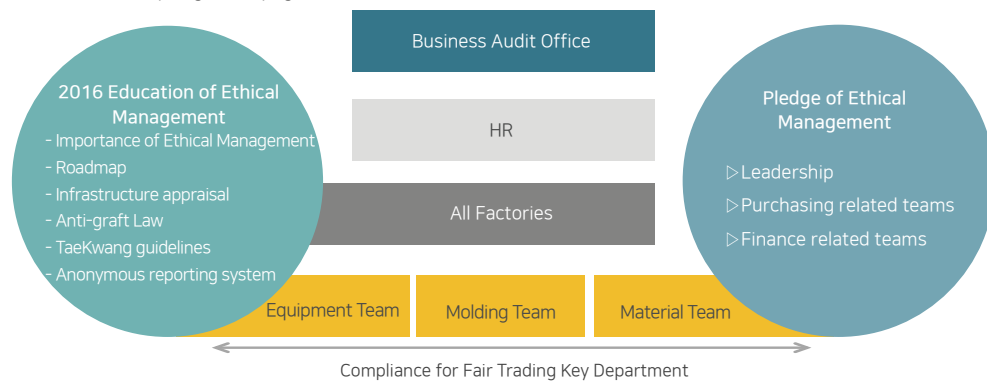 Business Audit Office
2016 Education of Ethical
Management
- Importance of Ethical Management
- Roadmap
- Infrastructure appraisal
- Anti-graft Law
- TaeKwang guidelines
- Anonymous reporting system
HR
All Factories
Pledge of Ethical
Management
▷Leadership
▷Purchasing related teams
▷Finance related teams
Equipment Team
Molding Team
Material Team
Compliance for Fair Trading Key Department